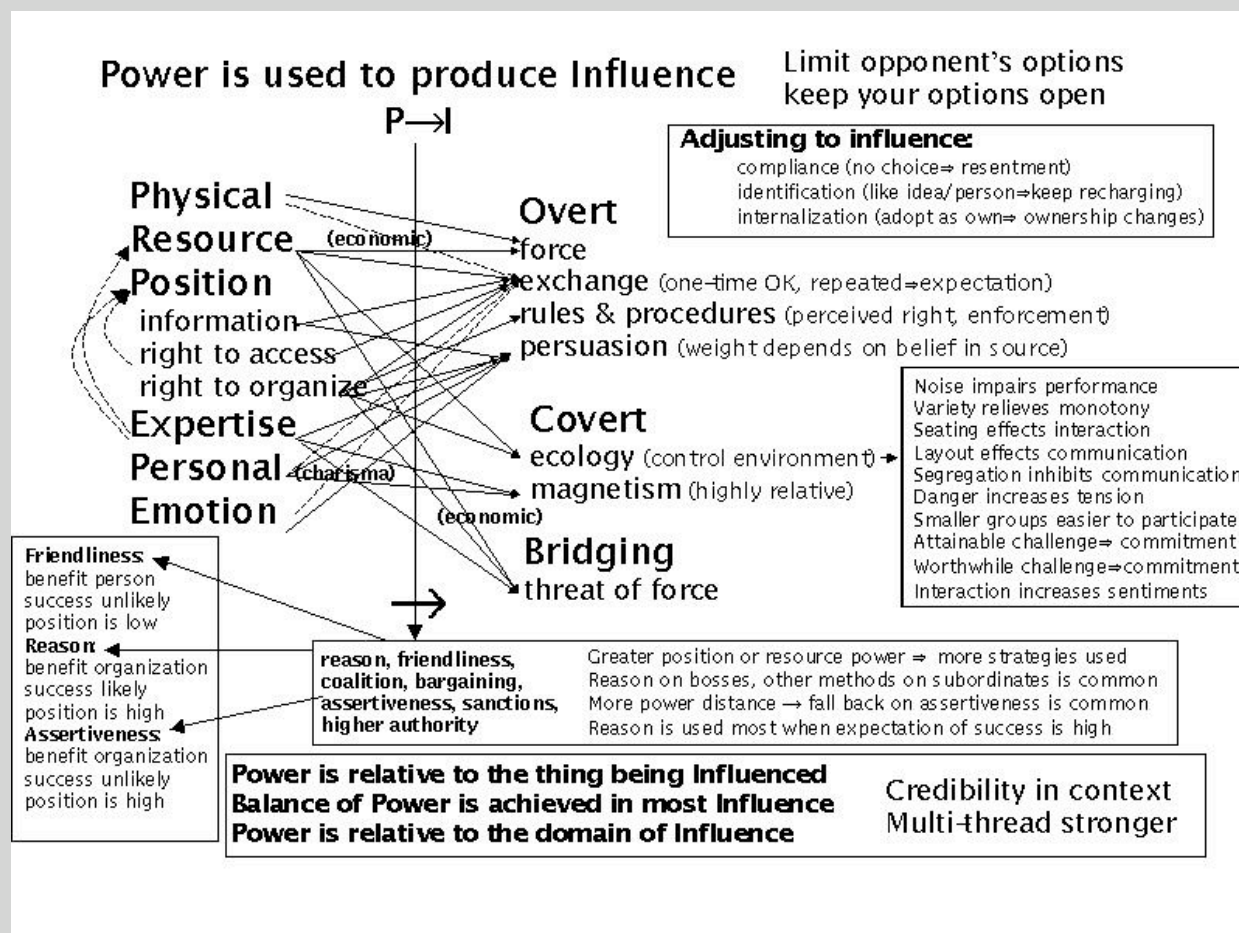 Power is used to produce Influence
P→I
Limit opponent's options
keep your options open
Adjusting to influence:
compliance (no choice⇒ resentment)
identification (like idea/person⇒keep recharging)
internalization (adopt as own⇒ ownership changes)
Physical
Resource
(economic)
Position
information
right to access
right to organize
Expertise
Personal
(charisma)
Emotion
Overt
force
exchange (one-time OK, repeated⇒expectation)
rules & procedures (perceived right, enforcement)
persuasion (weight depends on belief in source)
Covert
ecology (control environment)
magnetism (highly relative)
(economic)
Bridging
threat of force
Noise impairs performance
Variety relieves monotony
Seating effects interaction
Layout effects communication
Segregation inhibits communication
Danger increases tension
Smaller groups easier to participate
Attainable challenge⇒ commitment
Worthwhile challenge⇒commitment
Interaction increases sentiments
Friendliness:
benefit person
success unlikely
position is low
Reason:
benefit organization
success likely
position is high
Assertiveness:
benefit organization
success unlikely
position is high
→
reason, friendliness,
coalition, bargaining,
assertiveness, sanctions,
higher authority
Greater position or resource power ⇒ more strategies used
Reason on bosses, other methods on subordinates is common
More power distance → fall back on assertiveness is common
Reason is used most when expectation of success is high
Power is relative to the thing being Influenced
Balance of Power is achieved in most Influence
Power is relative to the domain of Influence
Credibility in context
Multi-thread stronger